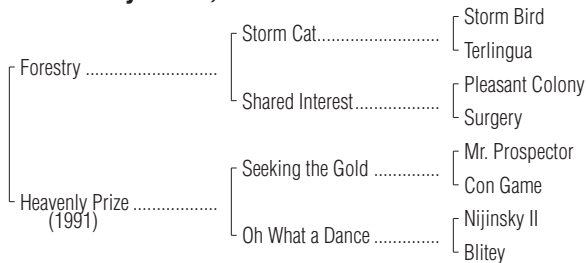 Storm Bird
Storm Cat..................
Terlingua
Forestry ............................
Pleasant Colony
Shared Interest..................
Surgery
Mr. Prospector
Seeking the Gold ..............
Con Game
Heavenly Prize ..................
(1991)
Nijinsky II
Oh What a Dance ..............
Blitey